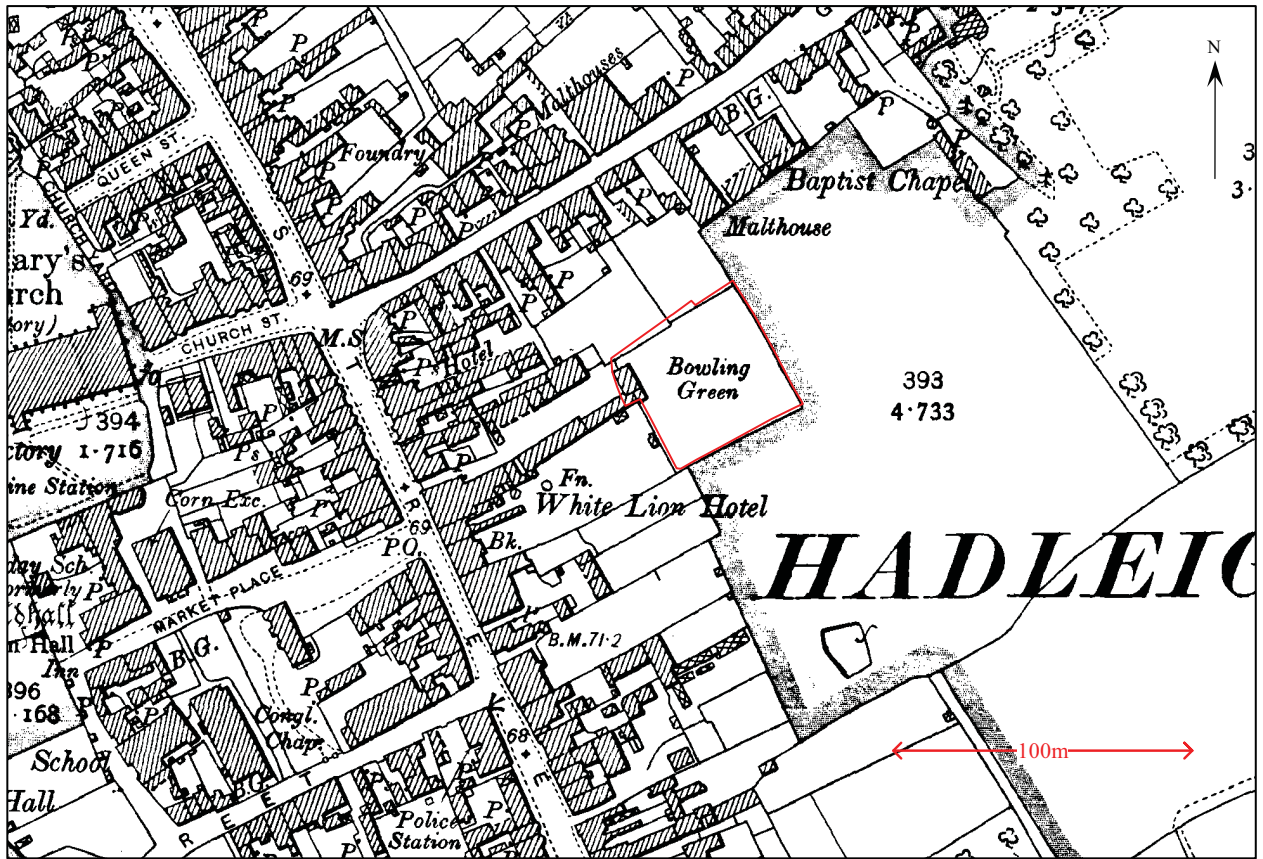 N
P
P
P
G
P
QUEEN ST.
Malthouses
P
P
B
G.
P
Foundry
P
CHURCH
Yd.
S
P
P
P
Baptist Chapel
Malthouse
ary's
rch
69
P
P
CHURCH ST.
M.S
P
Hotel
P
Bowling
Green
393
4·733
394
1·716
P
Ps
Corn Exc.
P
P
Fn.
White Lion Hotel
R
69
P.O.
Bk.
HADLEIG
MARKET-PLACE
P
P
E
B.M.71·2
Inn
B.G.
P
396
168
P
P
Congl.
Chap.
E
School
68
100m
B.G.
T
E
Hall
E
R
P
P
Police
Station
P
P